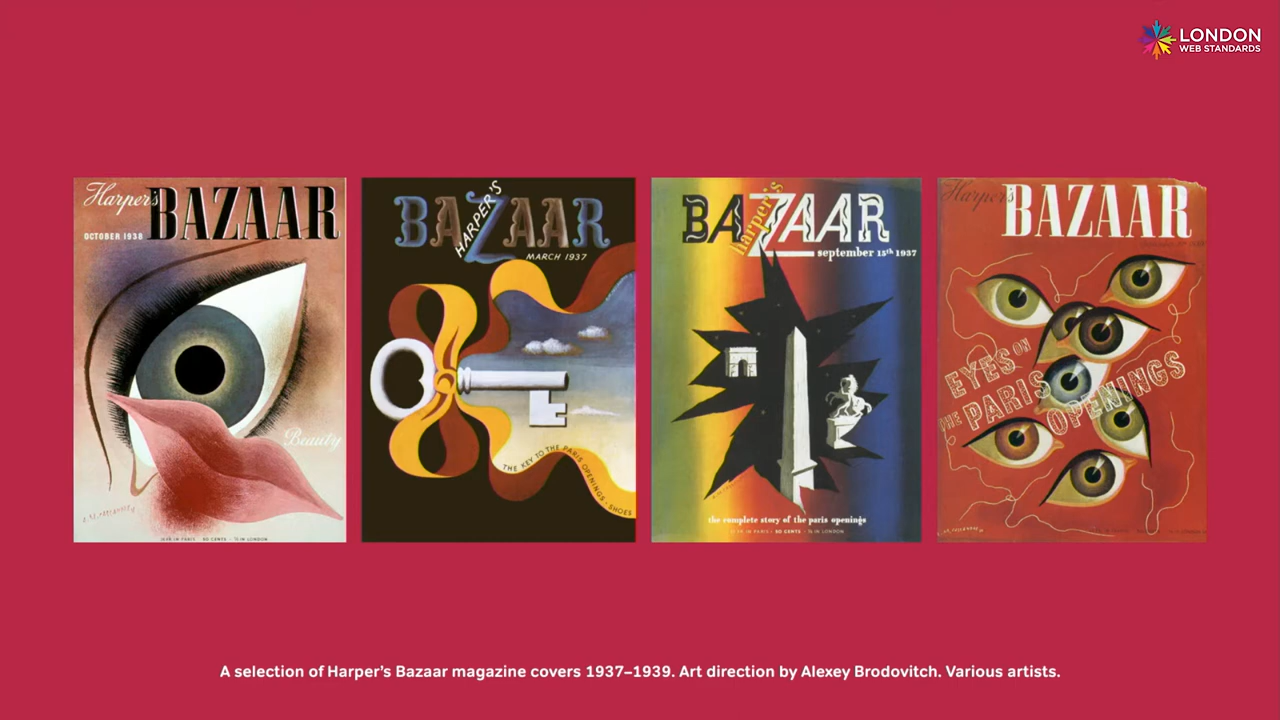 LONDON
WEB STANDARDS
Harper's
BAZAAR
OCTOBER 1938
Beauty
BAZAAR
HARPER'S
MARCH 1937
THE KEY TO THE PARIS OPENINGS · SHOES
BAZAAR
harper's
september 15th 1937
the complete story of the paris openings
Harper's
BAZAAR
EYES ON
THE PARIS
OPENINGS
A selection of Harper's Bazaar magazine covers 1937–1939. Art direction by Alexey Brodovitch. Various artists.